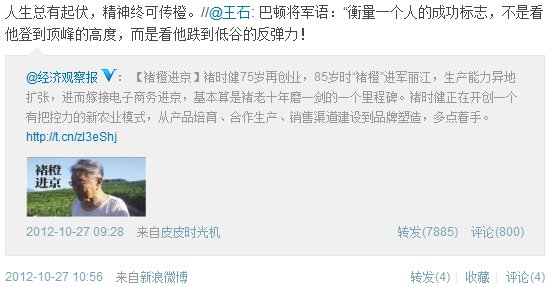 人生总有起伏，精神终可传橙。//@王石: 巴顿将军语：“衡量一个人的成功标志，不是看
他登到顶峰的高度，而是看他跌到低谷的反弹力！
@经济观察报 V：【褚橙进京】褚时健75岁再创业，85岁时“褚橙”进军丽江，生产能力异地
扩张，进而嫁接电子商务进京，基本算是褚老十年磨一剑的一个里程碑。褚时健正在开创一个
有把控力的新农业模式，从产品培育、合作生产、销售渠道建设到品牌塑造，多点着手。
http://t.cn/zl3eShj
褚橙
进京
2012-10-27 09:28 来自皮皮时光机 转发(7885) | 评论(800)
2012-10-27 10:56 来自新浪微博 转发(4) | 收藏 | 评论(4)